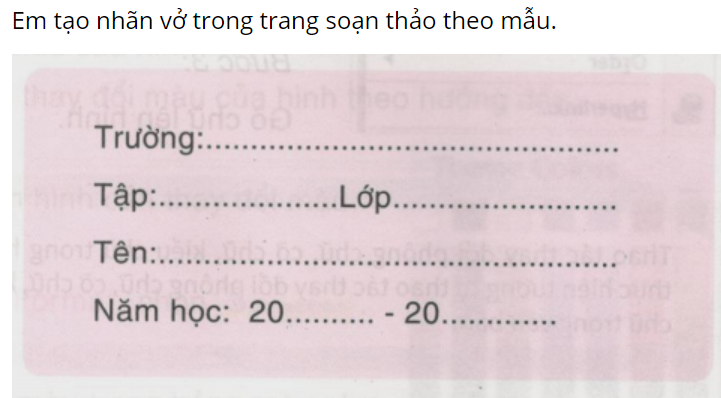 Em tạo nhãn vở trong trang soạn thảo theo mẫu.
Trường:.................................................
Tập:......................Lớp...........................
Tên:......................................................
Năm học: 20........... - 20..............